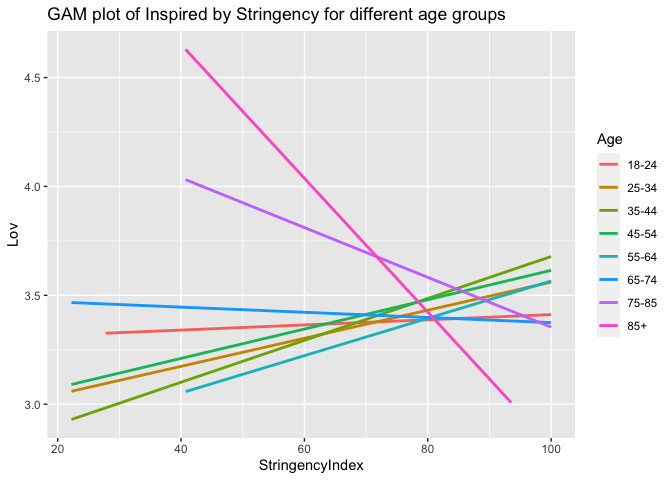 GAM plot of Inspired by Stringency for different age groups
4.5
4.0
3.5
3.0
Lov
20 40 60 80 100
StringencyIndex
Age
18-24
25-34
35-44
45-54
55-64
65-74
75-85
85+